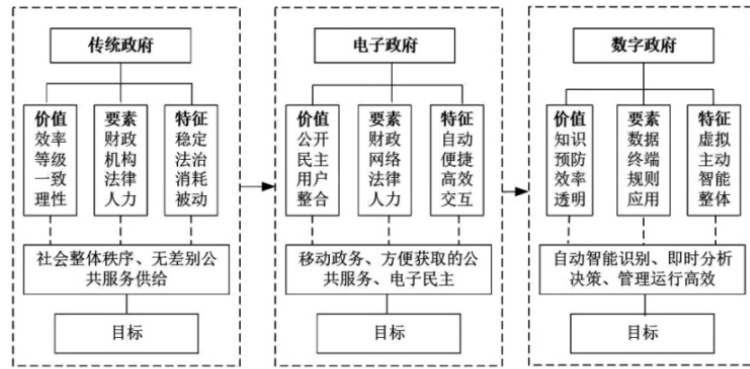 传统政府
价值
效率
等级
一致
理性
要素
财政
机构
法律
人力
特征
稳定
法治
消耗
被动
社会整体秩序、无差别公
共服务供给
目标
电子政府
价值
公开
民主
用户
整合
要素
财政
网络
法律
人力
特征
自动
便捷
高效
交互
移动政务、方便获取的公
共服务、电子民主
目标
数字政府
价值
知识
预防
效率
透明
要素
数据
终端
规则
应用
特征
虚拟
主动
智能
整体
自动智能识别、即时分析
决策、管理运行高效
目标